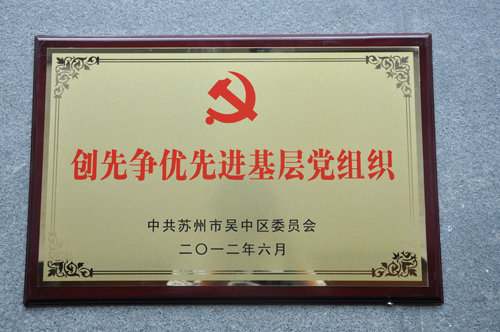 创先争优先进基层党组织
中共苏州市吴中区委员会
二〇一二年六月